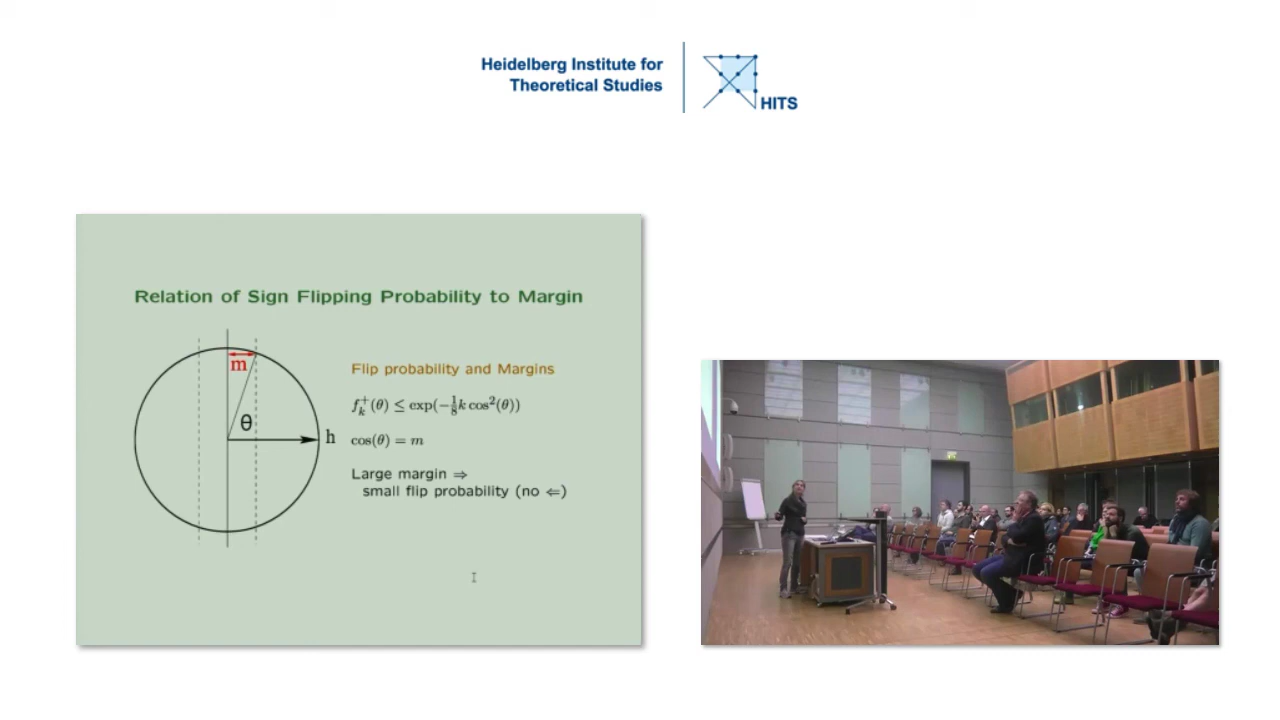 Heidelberg Institute for
Theoretical Studies
HITS
Relation of Sign Flipping Probability to Margin
m
θ
h
Flip probability and Margins
f_k^+(θ) ≤ exp(−1/8 k cos²(θ))
cos(θ) = m
Large margin ⇒
small flip probability (no ⇐)